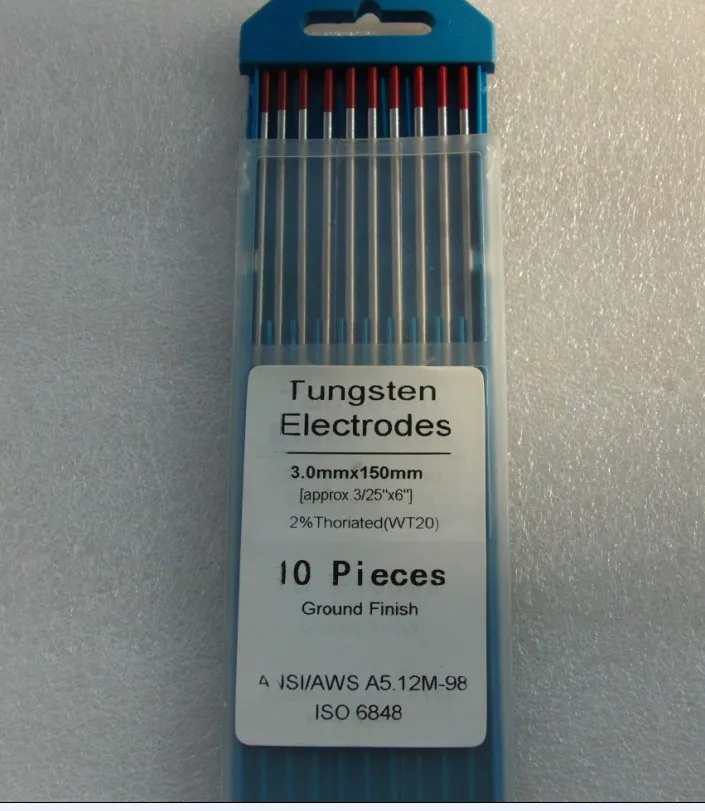 Tungsten
Electrodes
3.0mmx150mm
[approx.3/25"x6"]
2%Thoriated(WT20)
10 Pieces
Ground Finish
ANSI/AWS A5.12M-98
ISO 6848